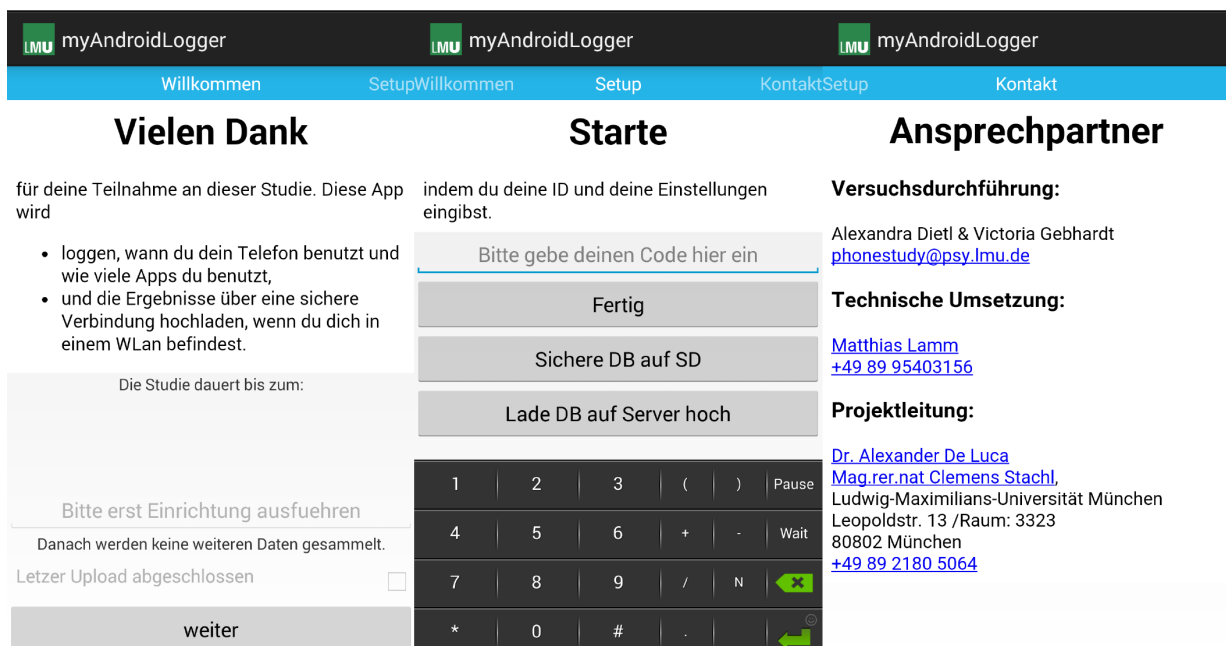 LMU myAndroidLogger
Willkommen Setup
Vielen Dank
für deine Teilnahme an dieser Studie. Diese App
wird
• loggen, wann du dein Telefon benutzt und
wie viele Apps du benutzt,
• und die Ergebnisse über eine sichere
Verbindung hochladen, wenn du dich in
einem WLan befindest.
Die Studie dauert bis zum:
Bitte erst Einrichtung ausfuehren
Danach werden keine weiteren Daten gesammelt.
Letzer Upload abgeschlossen
weiter
LMU myAndroidLogger
Willkommen Setup Kontakt
Starte
indem du deine ID und deine Einstellungen
eingibst.
Bitte gebe deinen Code hier ein
Fertig
Sichere DB auf SD
Lade DB auf Server hoch
1 2 3 ( ) Pause
4 5 6 + - Wait
7 8 9 / N
* 0 # .
LMU myAndroidLogger
Setup Kontakt
Ansprechpartner
Versuchsdurchführung:
Alexandra Dietl & Victoria Gebhardt
phonestudy@psy.lmu.de
Technische Umsetzung:
Matthias Lamm
+49 89 95403156
Projektleitung:
Dr. Alexander De Luca
Mag.rer.nat Clemens Stachl,
Ludwig-Maximilians-Universität München
Leopoldstr. 13 /Raum: 3323
80802 München
+49 89 2180 5064